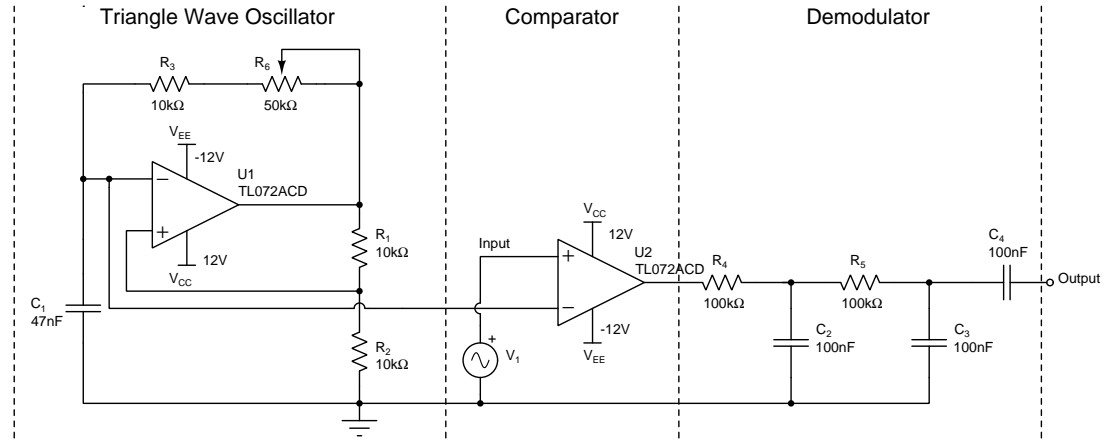 Triangle Wave Oscillator
Comparator
Demodulator
R3
10kΩ
R6
50kΩ
VEE
-12V
U1
TL072ACD
12V
VCC
R1
10kΩ
C1
47nF
R2
10kΩ
Input
V1
+
VCC
12V
U2
TL072ACD
-12V
VEE
R4
100kΩ
R5
100kΩ
C2
100nF
C3
100nF
C4
100nF
Output